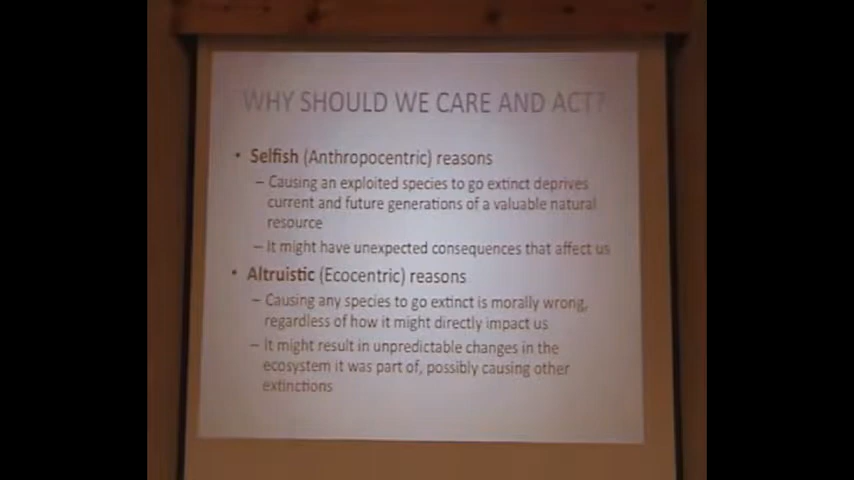 WHY SHOULD WE CARE AND ACT?
• Selfish (Anthropocentric) reasons
– Causing an exploited species to go extinct deprives
current and future generations of a valuable natural
resource
– It might have unexpected consequences that affect us
• Altruistic (Ecocentric) reasons
– Causing any species to go extinct is morally wrong,
regardless of how it might directly impact us
– It might result in unpredictable changes in the
ecosystem it was part of, possibly causing other
extinctions